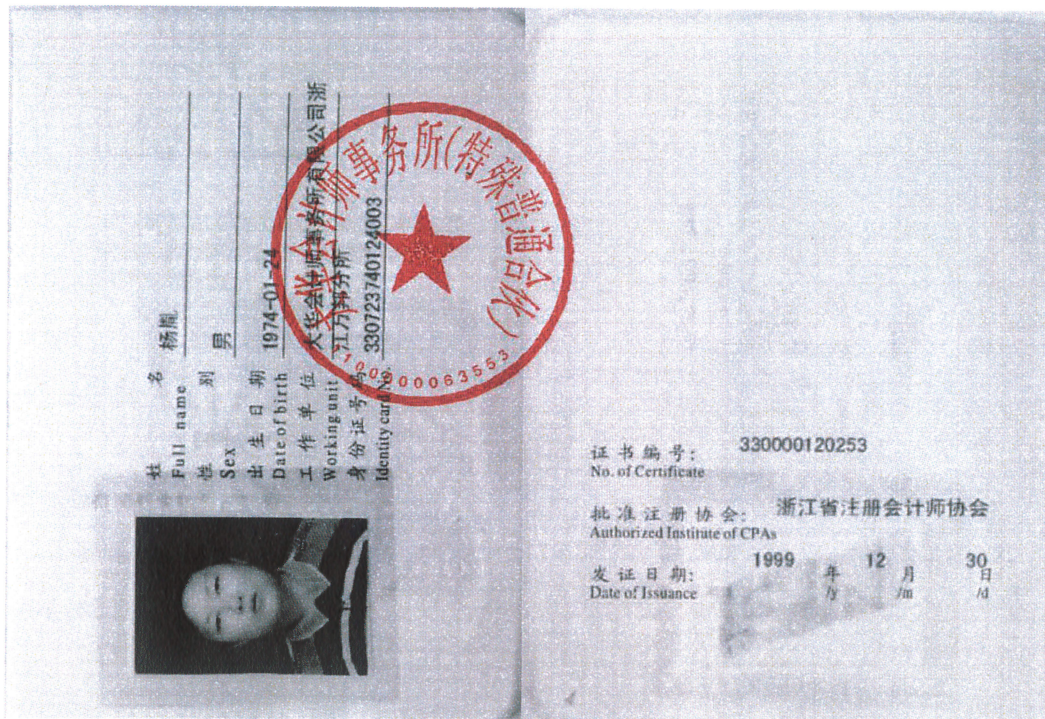 姓 名 杨胤
Full name
性 别 男
Sex
出 生 日 期 1974-01-24
Date of birth
工 作 单 位 大华会计师事务所有限公司浙
Working unit 江万邦分所
身 份 证 号 码 330723740124003
Identity card No.
大华会计师事务所(特殊普通合伙)
证 书 编 号: 330000120253
No. of Certificate
批 准 注 册 协 会: 浙江省注册会计师协会
Authorized Institute of CPAs
发 证 日 期: 1999 年 12 月 30 日
Date of Issuance /y /m /d